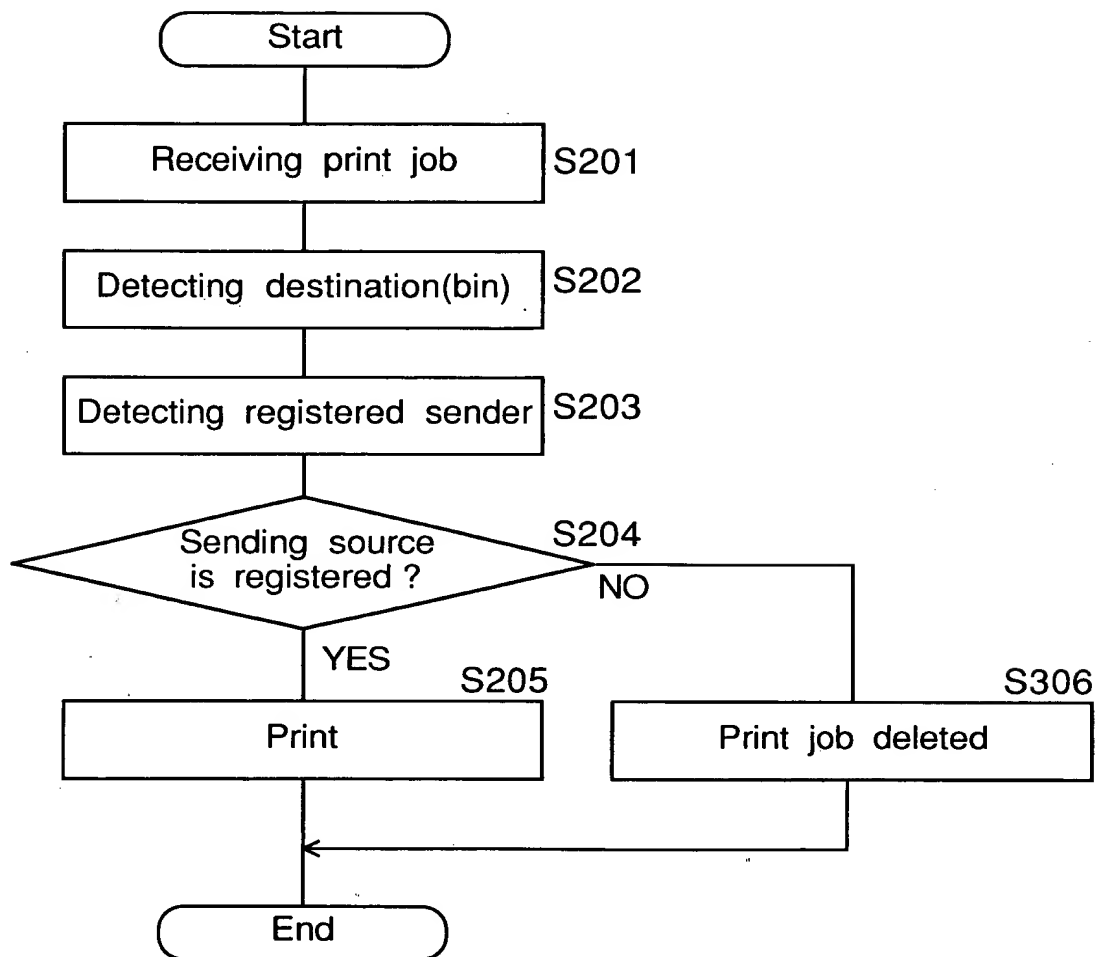 Start
Receiving print job
S201
Detecting destination(bin)
S202
Detecting registered sender
S203
Sending source
is registered ?
S204
NO
YES
S205
Print
S306
Print job deleted
End